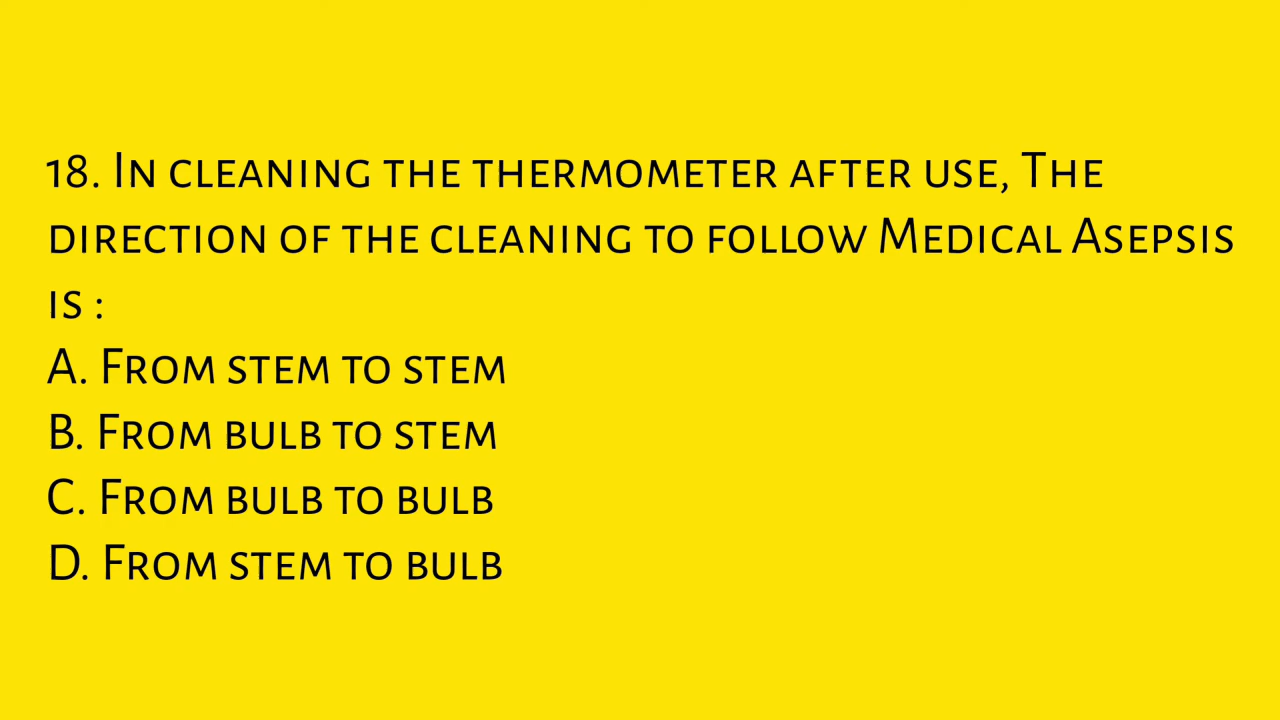 18. In cleaning the thermometer after use, The
direction of the cleaning to follow Medical Asepsis
is :
A. From stem to stem
B. From bulb to stem
C. From bulb to bulb
D. From stem to bulb